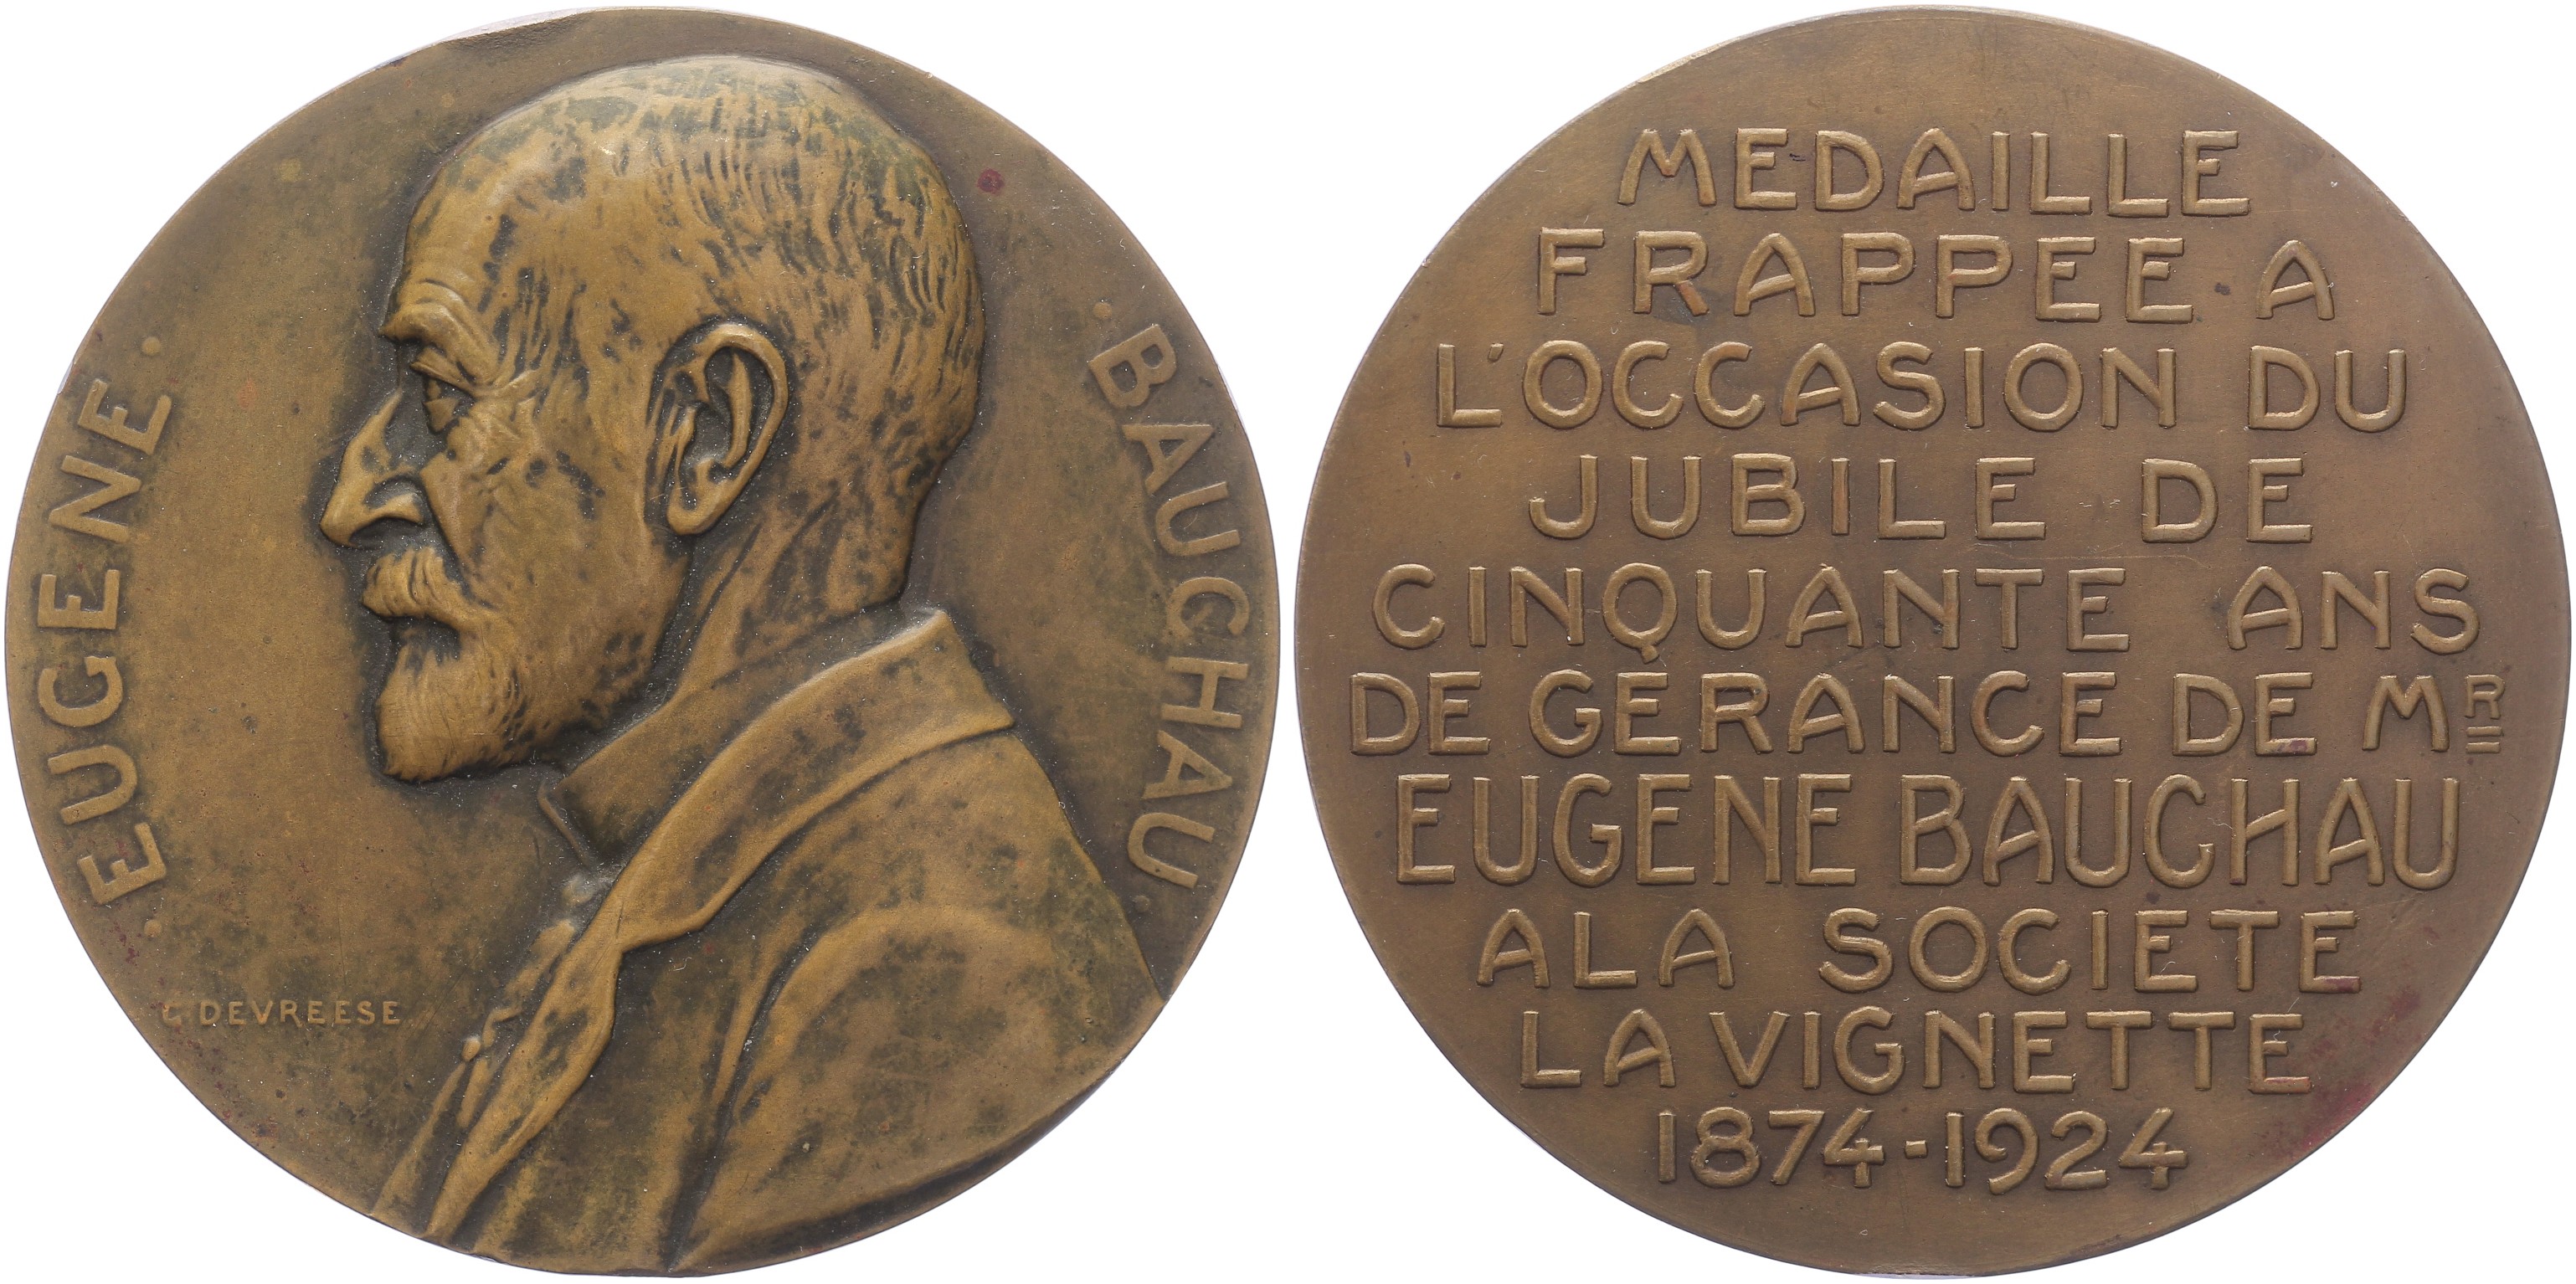 . EUGENE .
. BAUCHAU .
C. DEVREESE
MEDAILLE
FRAPPEE A
L'OCCASION DU
JUBILE DE
CINQUANTE ANS
DE GERANCE DE MR
EUGENE BAUCHAU
A LA SOCIETE
LA VIGNETTE
1874-1924